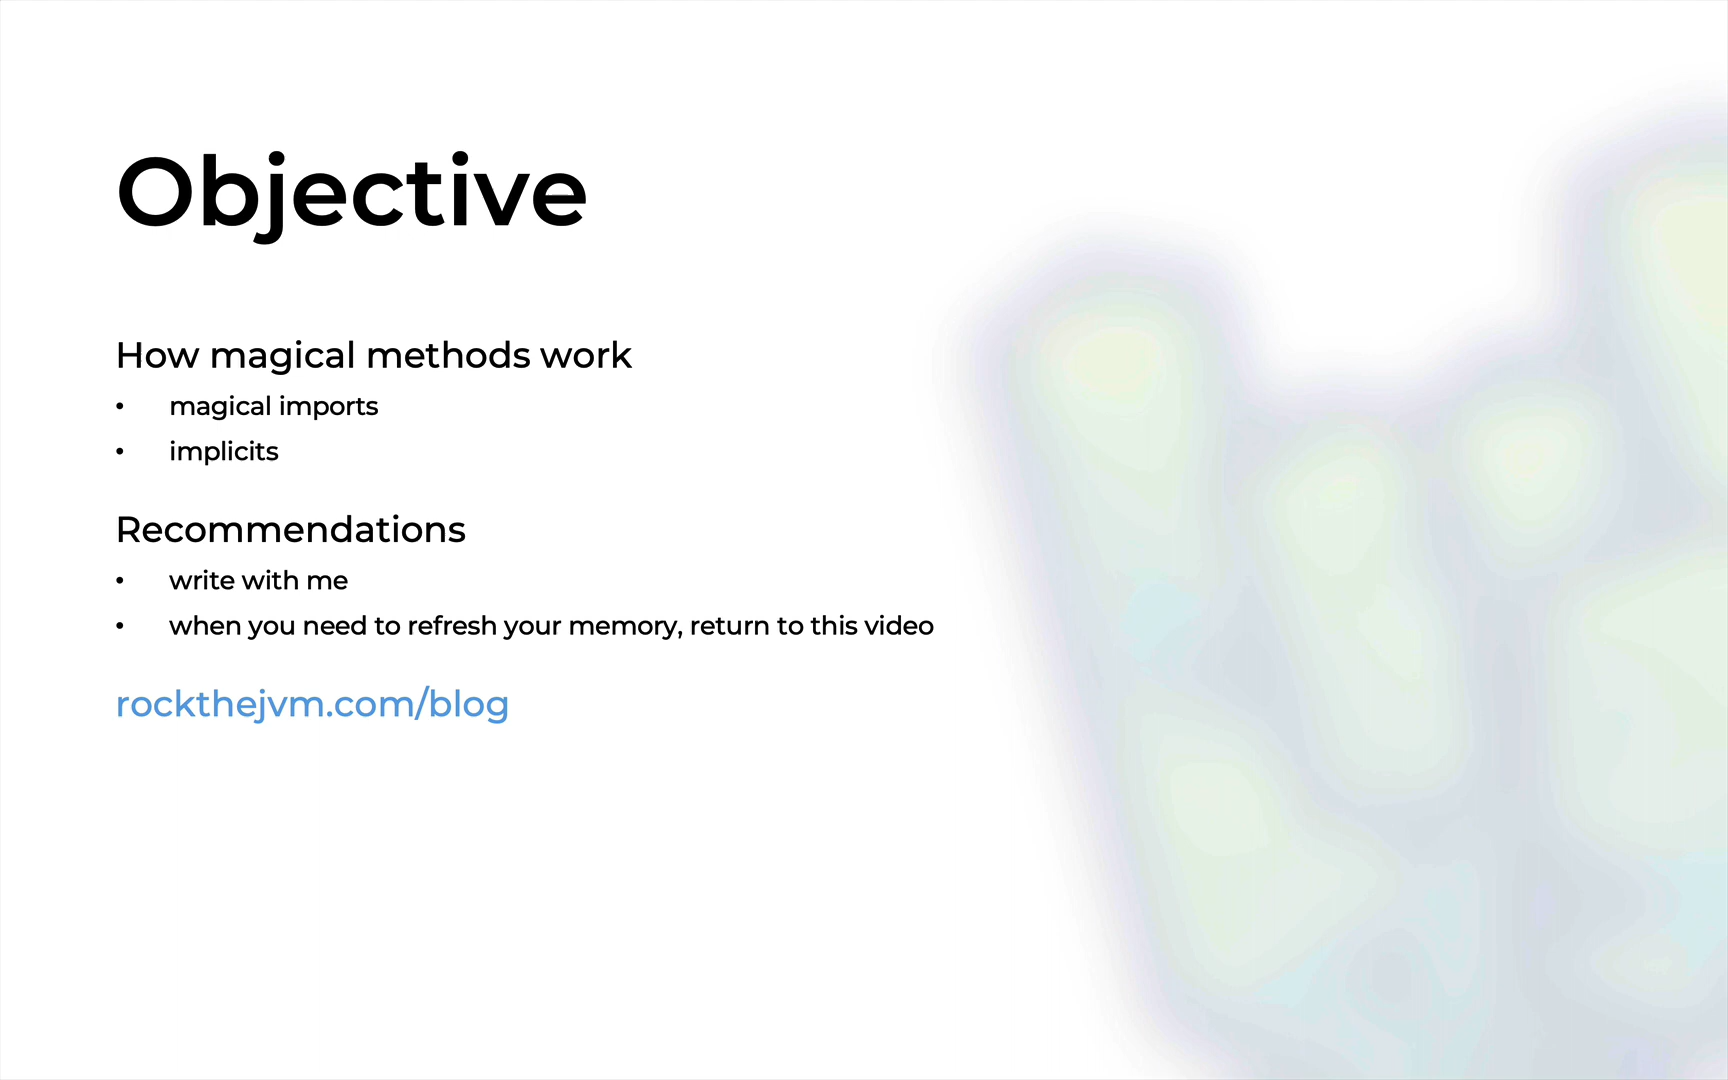 Objective
How magical methods work
• magical imports
• implicits
Recommendations
• write with me
• when you need to refresh your memory, return to this video
rockthejvm.com/blog